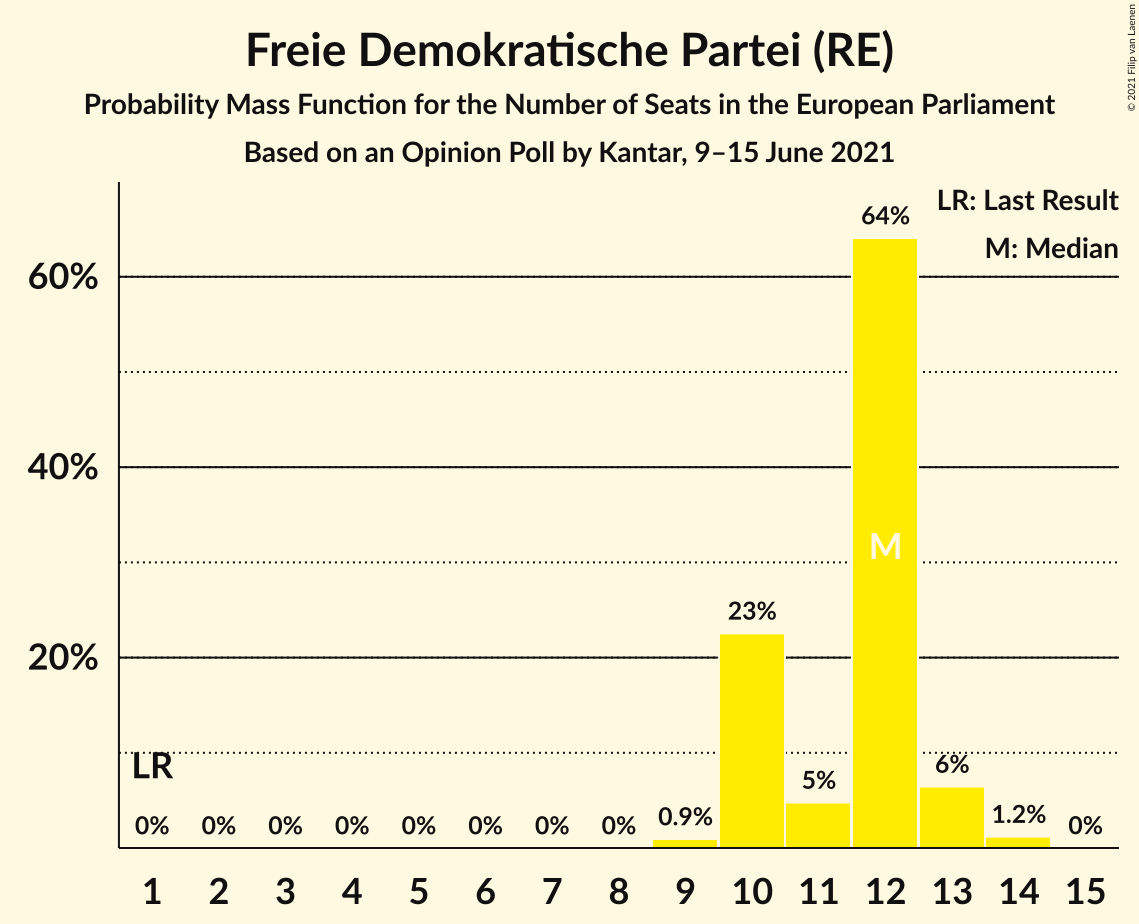 Freie Demokratische Partei (RE)
Probability Mass Function for the Number of Seats in the European Parliament
Based on an Opinion Poll by Kantar, 9–15 June 2021
© 2021 Filip van Laenen
LR: Last Result
M: Median
64%
60%
40%
M
23%
20%
LR
0% 0% 0% 0% 0% 0% 0% 0% 0.9% 5% 6% 1.2% 0%
1 2 3 4 5 6 7 8 9 10 11 12 13 14 15